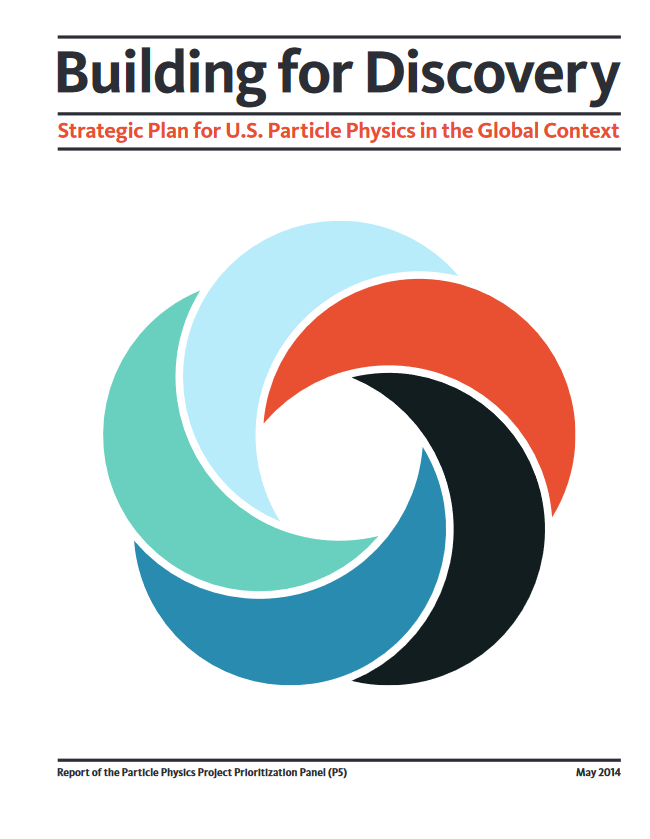 Building for Discovery
Strategic Plan for U.S. Particle Physics in the Global Context
Report of the Particle Physics Project Prioritization Panel (P5)
May 2014